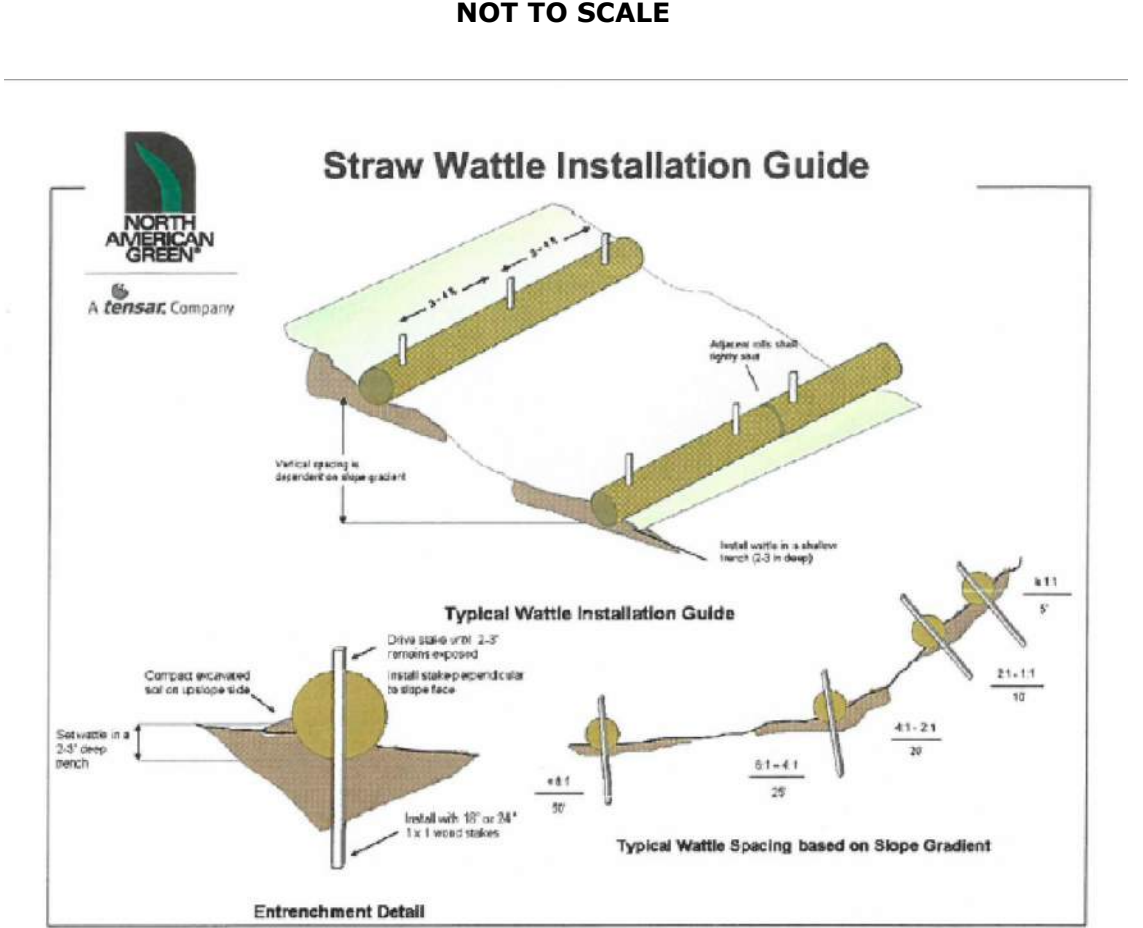 NOT TO SCALE
Straw Wattle Installation Guide
NORTH
AMERICAN
GREEN®
A tensar. Company
3-4 ft
3-4 ft
Adjacent rolls shall
tightly abut
Vertical spacing is
dependent on slope gradient
Install wattle in a shallow
trench (2-3 in deep)
Typical Wattle Installation Guide
Drive stake until 2-3"
remains exposed
Compact excavated
soil on upslope side
Install stake perpendicular
to slope face
Set wattle in a
2-3" deep
trench
Install with 18" or 24"
1 x 1 wood stakes
Entrenchment Detail
1:1
5'
2:1 - 1:1
10'
4:1 - 2:1
20'
6:1 - 4:1
25'
50'
Typical Wattle Spacing based on Slope Gradient